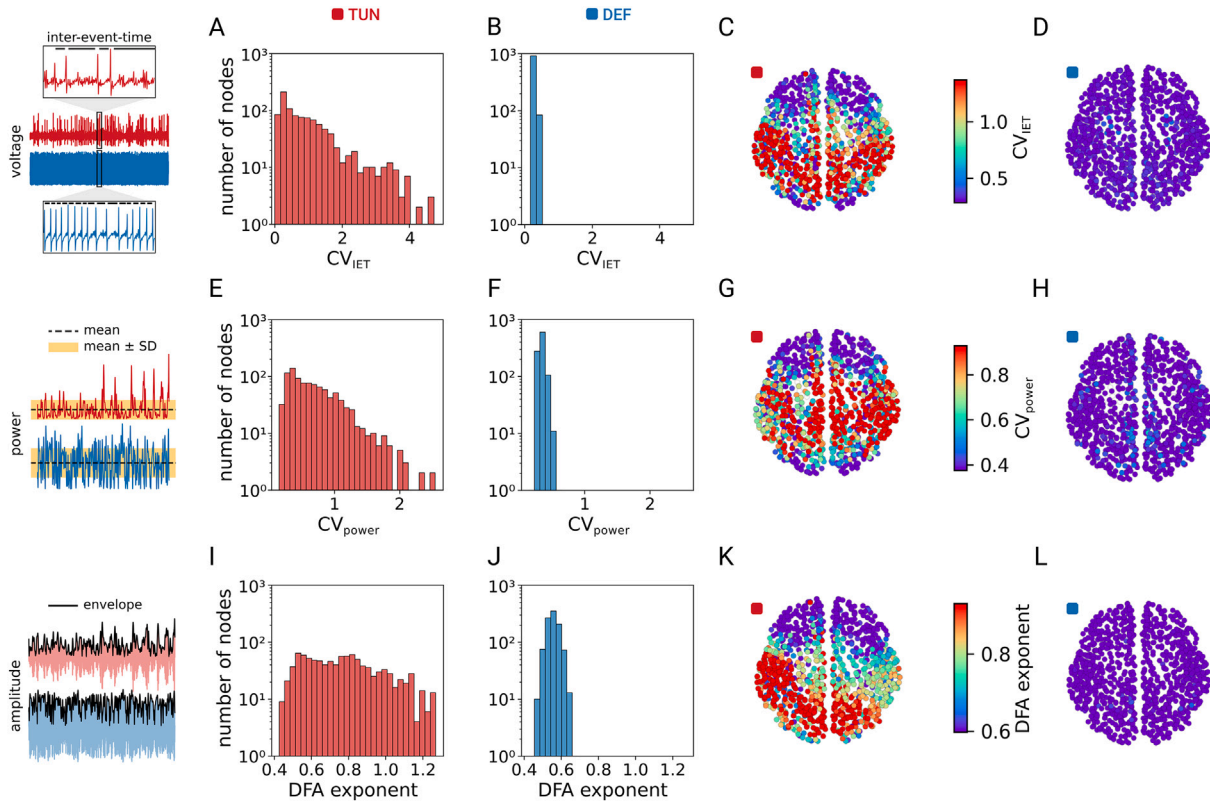 TUN
DEF
inter-event-time
voltage
A
number of nodes
10³
10²
10¹
10⁰
0
2
4
CV_IET
B
10³
10²
10¹
10⁰
0
2
4
CV_IET
C
1.0
0.5
CV_IET
D
mean
mean ± SD
power
E
number of nodes
10³
10²
10¹
10⁰
1
2
CV_power
F
10³
10²
10¹
10⁰
1
2
CV_power
G
0.8
0.6
0.4
CV_power
H
envelope
amplitude
I
number of nodes
10³
10²
10¹
10⁰
0.4
0.6
0.8
1.0
1.2
DFA exponent
J
10³
10²
10¹
10⁰
0.4
0.6
0.8
1.0
1.2
DFA exponent
K
0.8
0.6
DFA exponent
L